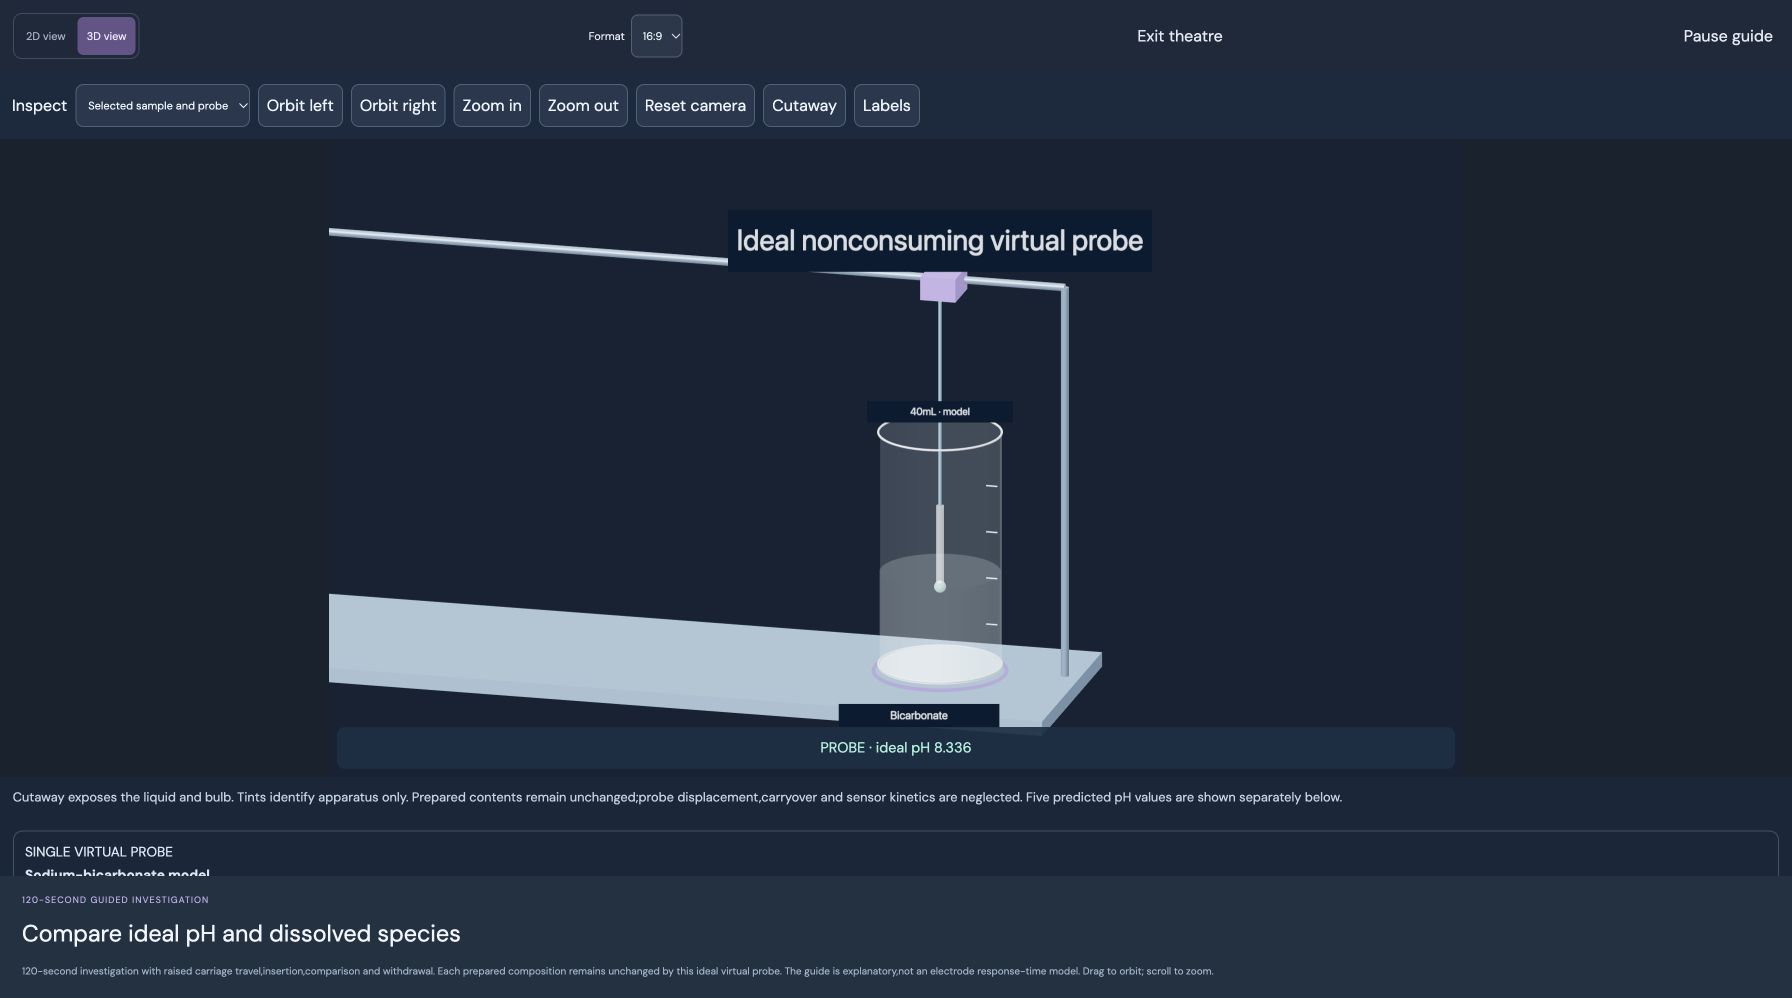 2D view
3D view
Format
16:9
Exit theatre
Pause guide
Inspect
Selected sample and probe
Orbit left
Orbit right
Zoom in
Zoom out
Reset camera
Cutaway
Labels
Ideal nonconsuming virtual probe
40mL · model
Bicarbonate
PROBE · ideal pH 8.336
Cutaway exposes the liquid and bulb. Tints identify apparatus only. Prepared contents remain unchanged;probe displacement,carryover and sensor kinetics are neglected. Five predicted pH values are shown separately below.
SINGLE VIRTUAL PROBE
Sodium-bicarbonate model
120-SECOND GUIDED INVESTIGATION
Compare ideal pH and dissolved species
120-second investigation with raised carriage travel,insertion,comparison and withdrawal. Each prepared composition remains unchanged by this ideal virtual probe. The guide is explanatory,not an electrode response-time model. Drag to orbit; scroll to zoom.